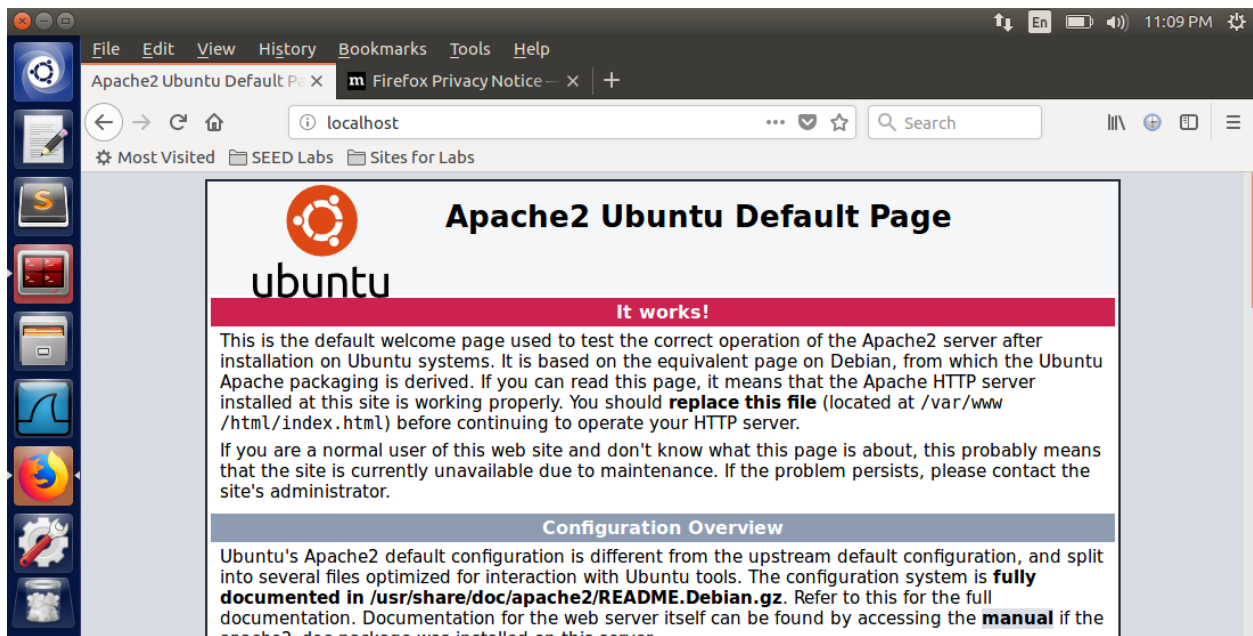 En 11:09 PM
File Edit View History Bookmarks Tools Help
Apache2 Ubuntu Default Pa m Firefox Privacy Notice —
localhost Search
Most Visited SEED Labs Sites for Labs
Apache2 Ubuntu Default Page
ubuntu
It works!
This is the default welcome page used to test the correct operation of the Apache2 server after
installation on Ubuntu systems. It is based on the equivalent page on Debian, from which the Ubuntu
Apache packaging is derived. If you can read this page, it means that the Apache HTTP server
installed at this site is working properly. You should replace this file (located at /var/www
/html/index.html) before continuing to operate your HTTP server.
If you are a normal user of this web site and don't know what this page is about, this probably means
that the site is currently unavailable due to maintenance. If the problem persists, please contact the
site's administrator.
Configuration Overview
Ubuntu's Apache2 default configuration is different from the upstream default configuration, and split
into several files optimized for interaction with Ubuntu tools. The configuration system is fully
documented in /usr/share/doc/apache2/README.Debian.gz. Refer to this for the full
documentation. Documentation for the web server itself can be found by accessing the manual if the
apache2-doc package was installed on this server.